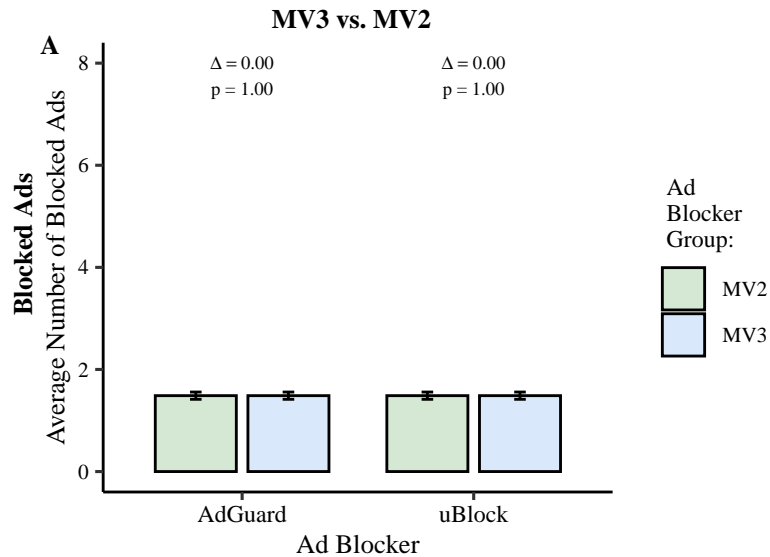 MV3 vs. MV2
A
Δ = 0.00
p = 1.00
Δ = 0.00
p = 1.00
Blocked Ads
Average Number of Blocked Ads
8
6
4
2
0
AdGuard
uBlock
Ad Blocker
Ad
Blocker
Group:
MV2
MV3